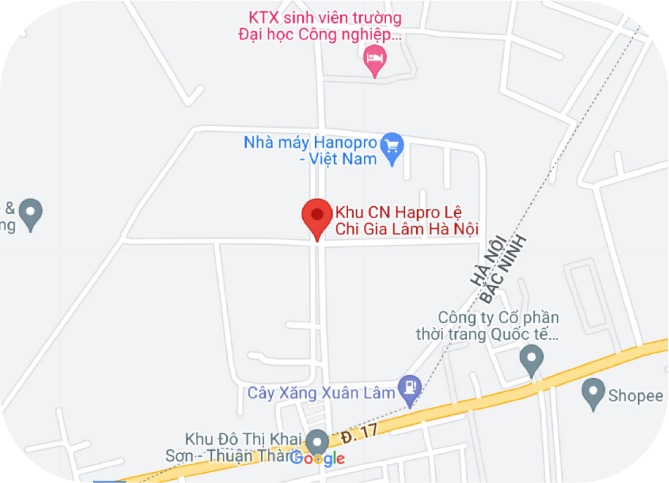 KTX sinh viên trường
Đại học Công nghiệp...
Nhà máy Hanopro
- Việt Nam
&
ng
Khu CN Hapro Lệ
Chi Gia Lâm Hà Nội
HÀ NỘI
BẮC NINH
Công ty Cổ phần
thời trang Quốc tế...
Cây Xăng Xuân Lâm
Shopee
Đ. 17
Khu Đô Thị Khai
Sơn - Thuận Thàn
Google